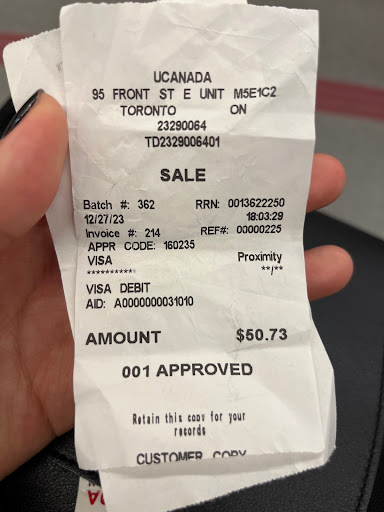 UCANADA
95 FRONT ST E UNIT M5E1C2
TORONTO ON
23290064
TD2329006401
SALE
Batch #: 362 RRN: 0013622250
12/27/23 18:03:29
Invoice #: 214 REF#: 00000225
APPR CODE: 160235
VISA Proximity
********** **/**
VISA DEBIT
AID: A0000000031010
AMOUNT $50.73
001 APPROVED
Retain this copy for your
records
CUSTOMER COPY